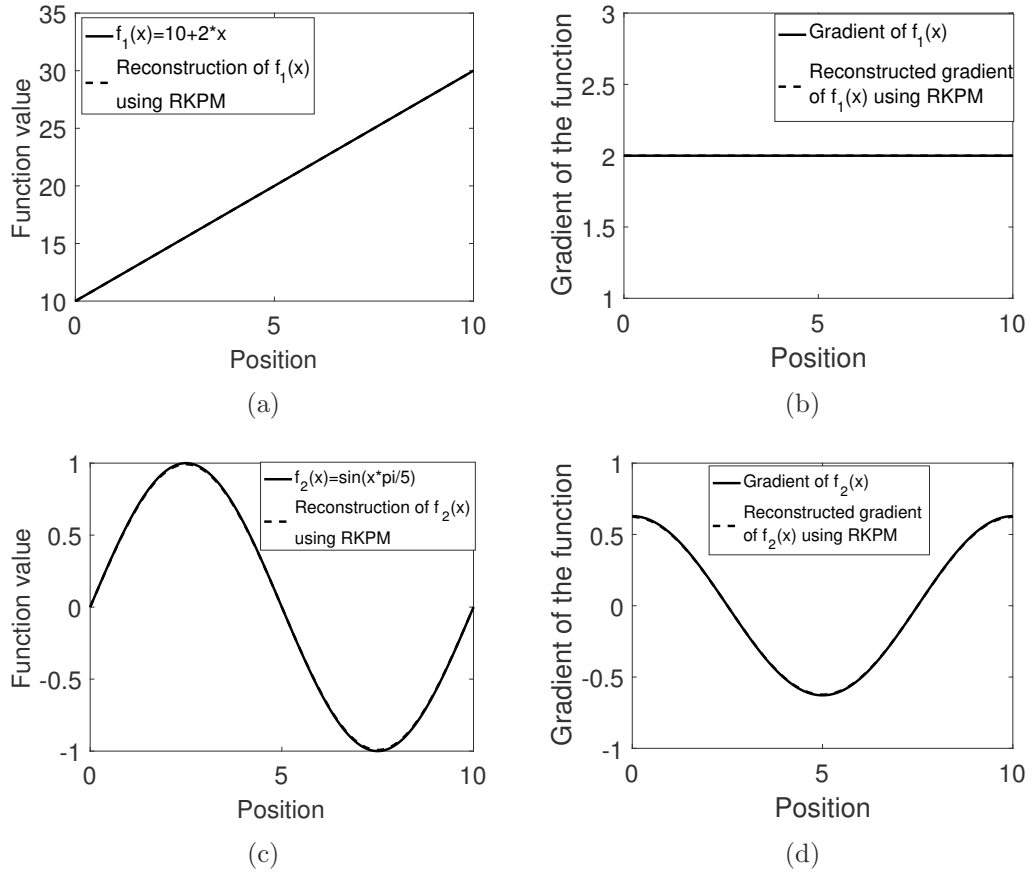 35
30
25
20
15
10
0
5
10
Function value
Position
f1(x)=10+2*x
Reconstruction of f1(x)
using RKPM
(a)
3
2.5
2
1.5
1
0
5
10
Gradient of the function
Position
Gradient of f1(x)
Reconstructed gradient
of f1(x) using RKPM
(b)
1
0.5
0
-0.5
-1
0
5
10
Function value
Position
f2(x)=sin(x*pi/5)
Reconstruction of f2(x)
using RKPM
(c)
1
0.5
0
-0.5
-1
0
5
10
Gradient of the function
Position
Gradient of f2(x)
Reconstructed gradient
of f2(x) using RKPM
(d)